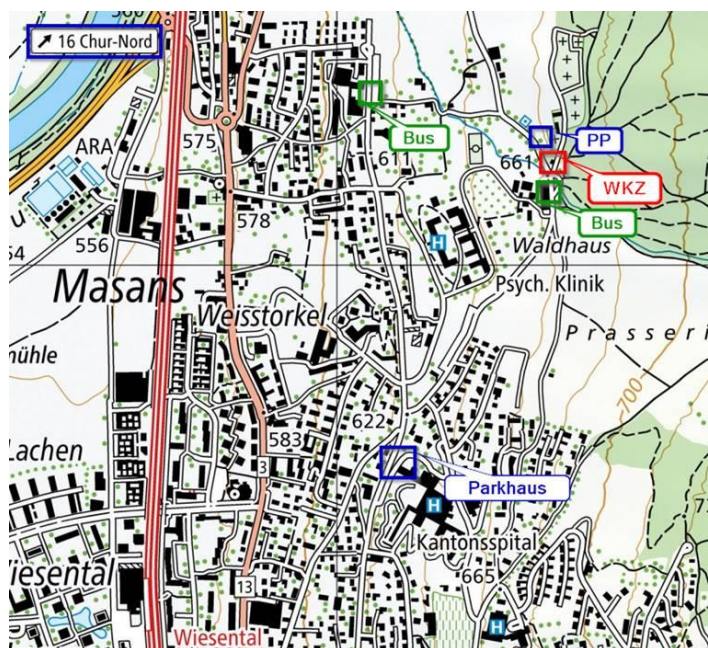 16 Chur-Nord
ARA
575
Bus
611
661
PP
WKZ
Bus
578
H
556
54
Waldhaus
Masans
Psych. Klinik
Weisstorkel
Prasseri
mühle
700
622
Lachen
583
3
Parkhaus
H
Kantonsspital
Wiesental
665
13
H
Wiesental